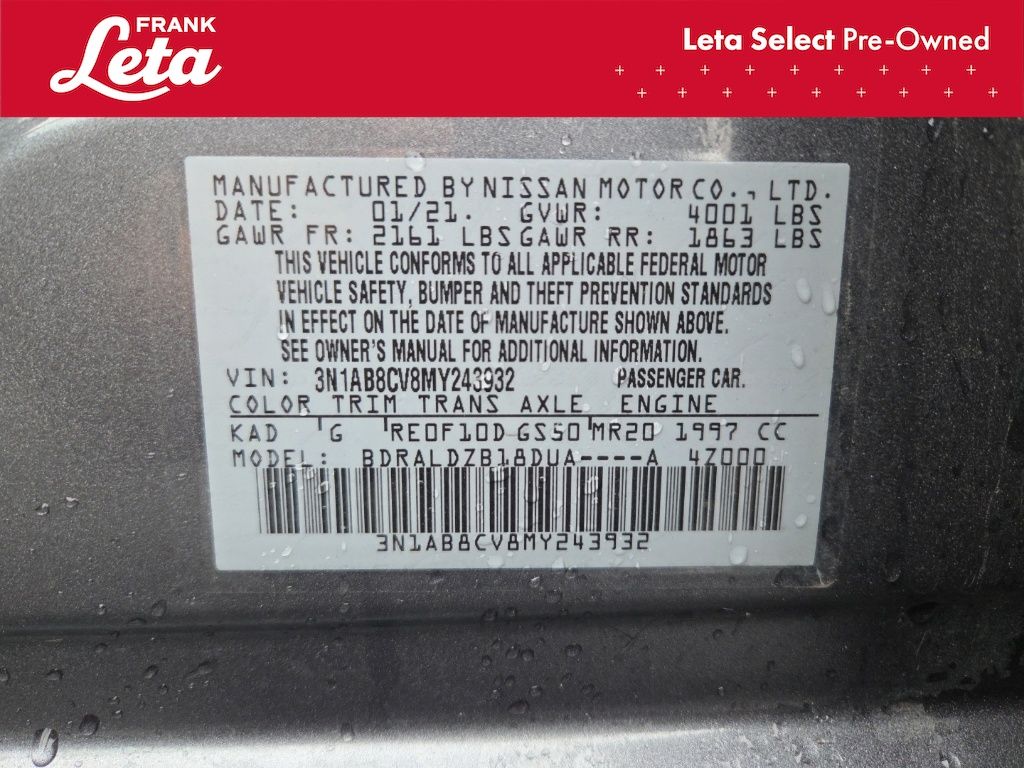 FRANK
Leta
Leta Select Pre-Owned
MANUFACTURED BY NISSAN MOTOR CO., LTD.
DATE: 01/21. GVWR: 4001 LBS
GAWR FR: 2161 LBS GAWR RR: 1863 LBS
THIS VEHICLE CONFORMS TO ALL APPLICABLE FEDERAL MOTOR
VEHICLE SAFETY, BUMPER AND THEFT PREVENTION STANDARDS
IN EFFECT ON THE DATE OF MANUFACTURE SHOWN ABOVE.
SEE OWNER'S MANUAL FOR ADDITIONAL INFORMATION.
VIN: 3N1AB8CV8MY243932 PASSENGER CAR.
COLOR TRIM TRANS AXLE ENGINE
KAD G RE0F10D GS50 MR20 1997 CC
MODEL: BDRALDZB18DUA----A 4Z000
3N1AB8CV8MY243932